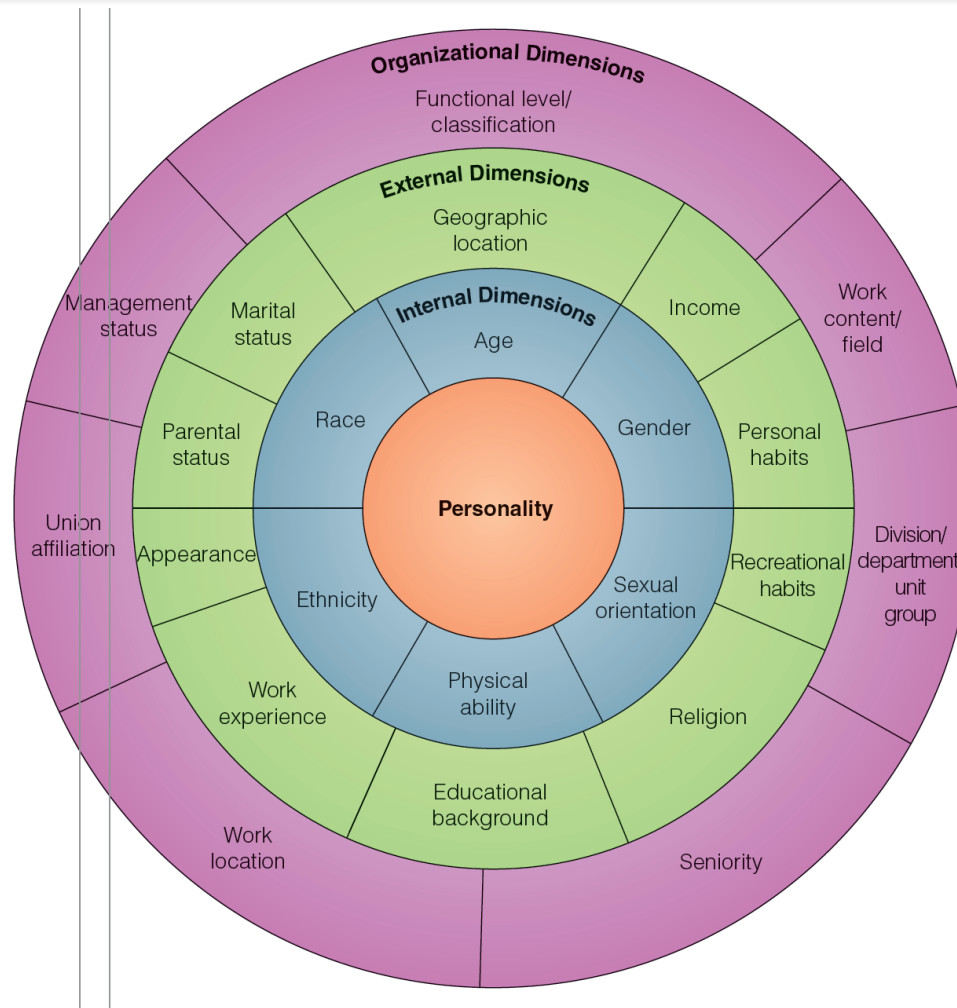 Organizational Dimensions
Functional level/
classification
External Dimensions
Geographic
location
Internal Dimensions
Age
Management
status
Marital
status
Income
Work
content/
field
Race
Gender
Parental
status
Personal
habits
Personality
Union
affiliation
Appearance
Recreational
habits
Division/
department
unit
group
Ethnicity
Sexual
orientation
Physical
ability
Work
experience
Religion
Educational
background
Work
location
Seniority